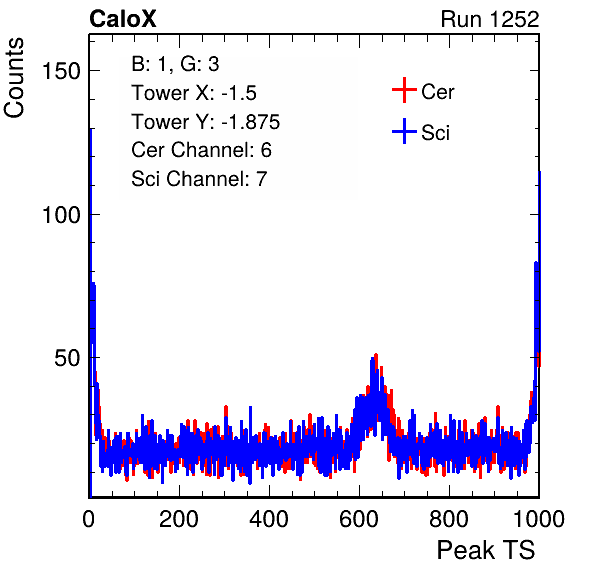 CaloX
Run 1252
Counts
B: 1, G: 3
Tower X: -1.5
Tower Y: -1.875
Cer Channel: 6
Sci Channel: 7
Cer
Sci
150
100
50
0 200 400 600 800 1000
Peak TS